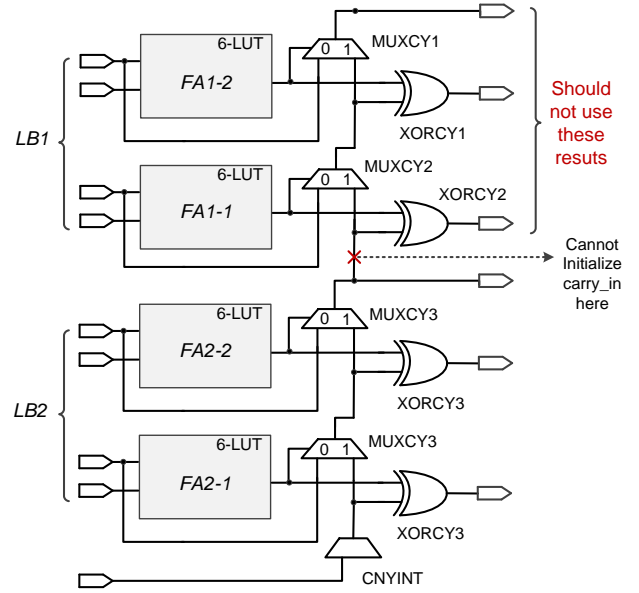 6-LUT
0 1
MUXCY1
FA1-2
Should
not use
these
resuts
XORCY1
LB1
MUXCY2
6-LUT
0 1
XORCY2
FA1-1
Cannot
Initialize
carry_in
here
6-LUT
0 1
MUXCY3
FA2-2
XORCY3
LB2
6-LUT
0 1
MUXCY3
FA2-1
XORCY3
CNYINT